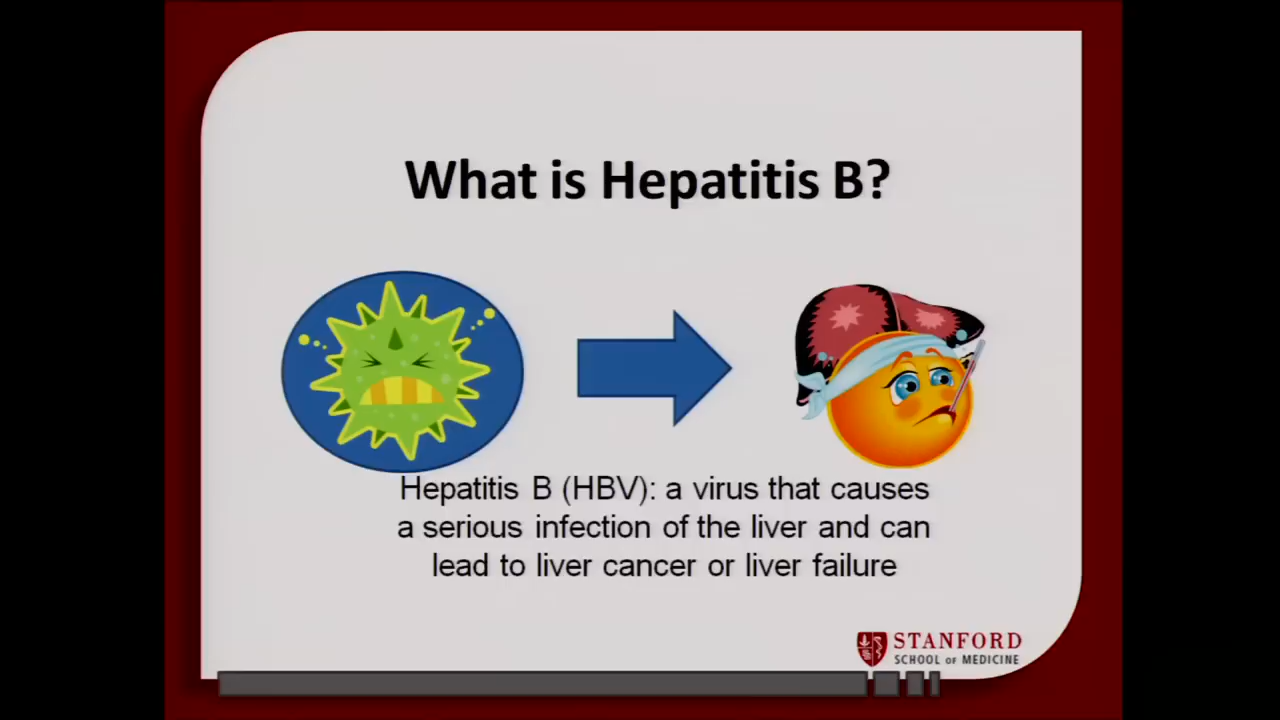 What is Hepatitis B?
Hepatitis B (HBV): a virus that causes
a serious infection of the liver and can
lead to liver cancer or liver failure
STANFORD
SCHOOL OF MEDICINE